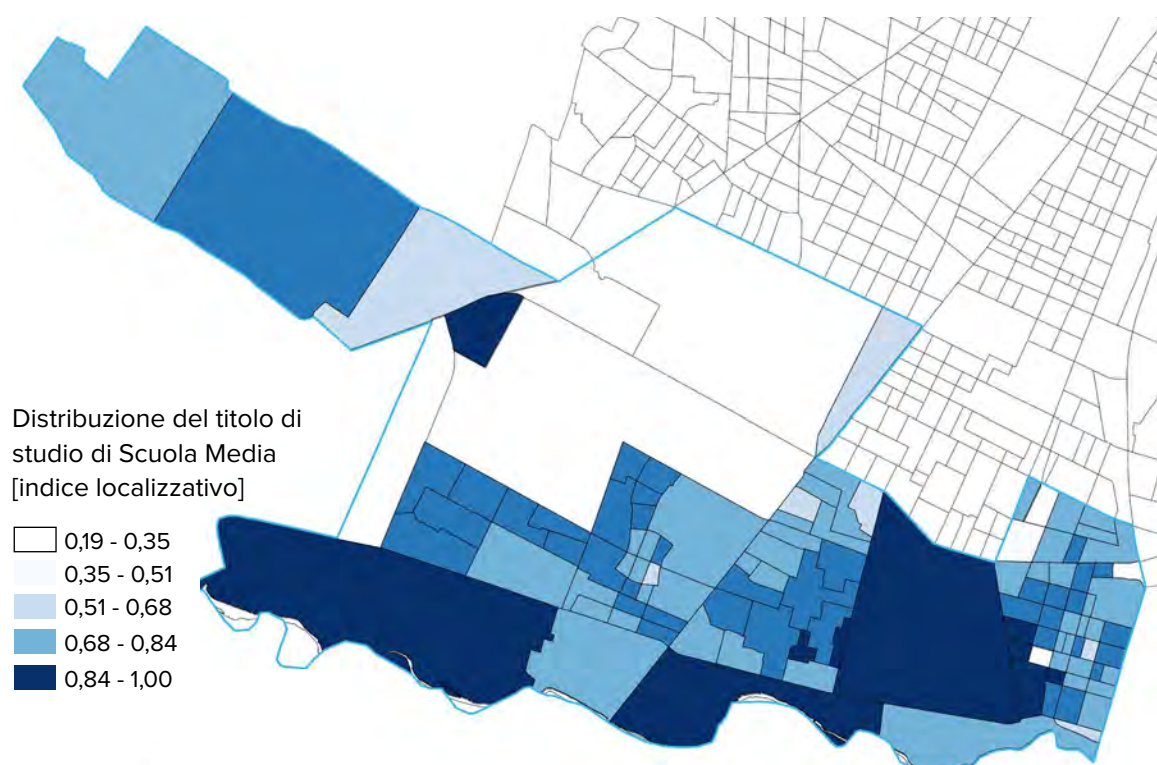 Distribuzione del titolo di
studio di Scuola Media
[indice localizzativo]
0,19 - 0,35
0,35 - 0,51
0,51 - 0,68
0,68 - 0,84
0,84 - 1,00